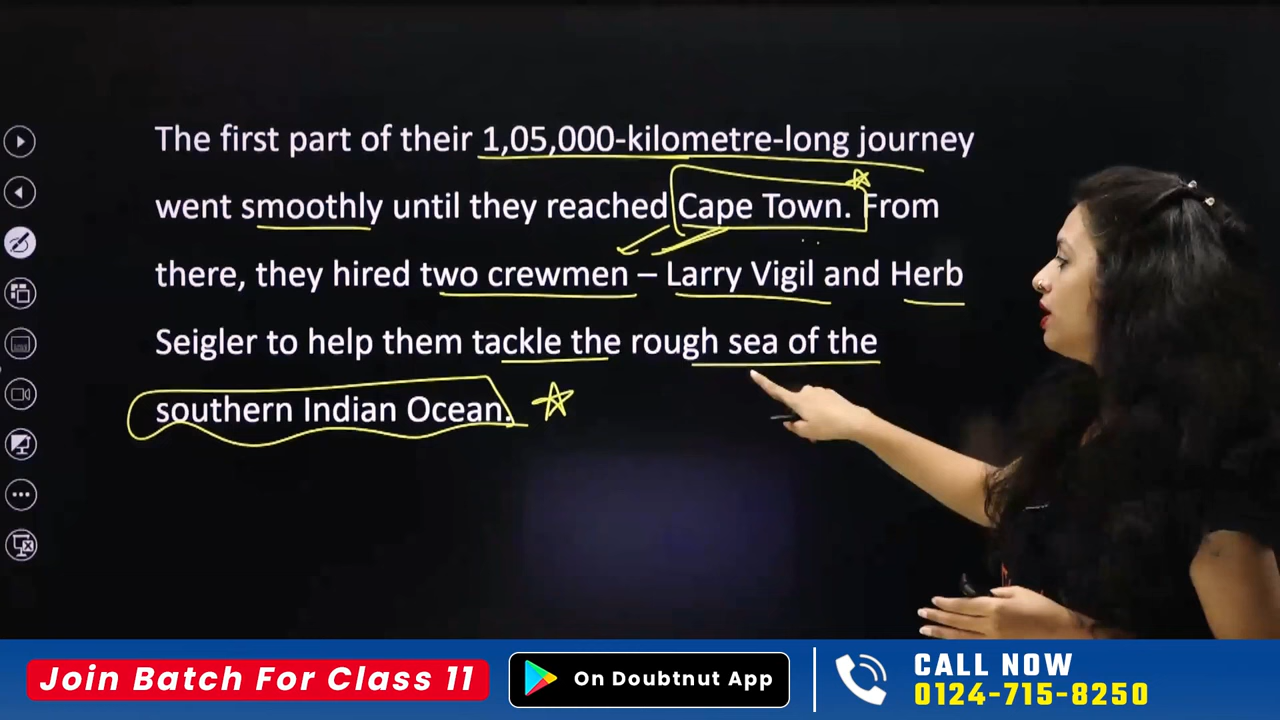 The first part of their 1,05,000-kilometre-long journey
went smoothly until they reached Cape Town. From
there, they hired two crewmen – Larry Vigil and Herb
Seigler to help them tackle the rough sea of the
southern Indian Ocean.
Join Batch For Class 11
On Doubtnut App
CALL NOW
0124-715-8250